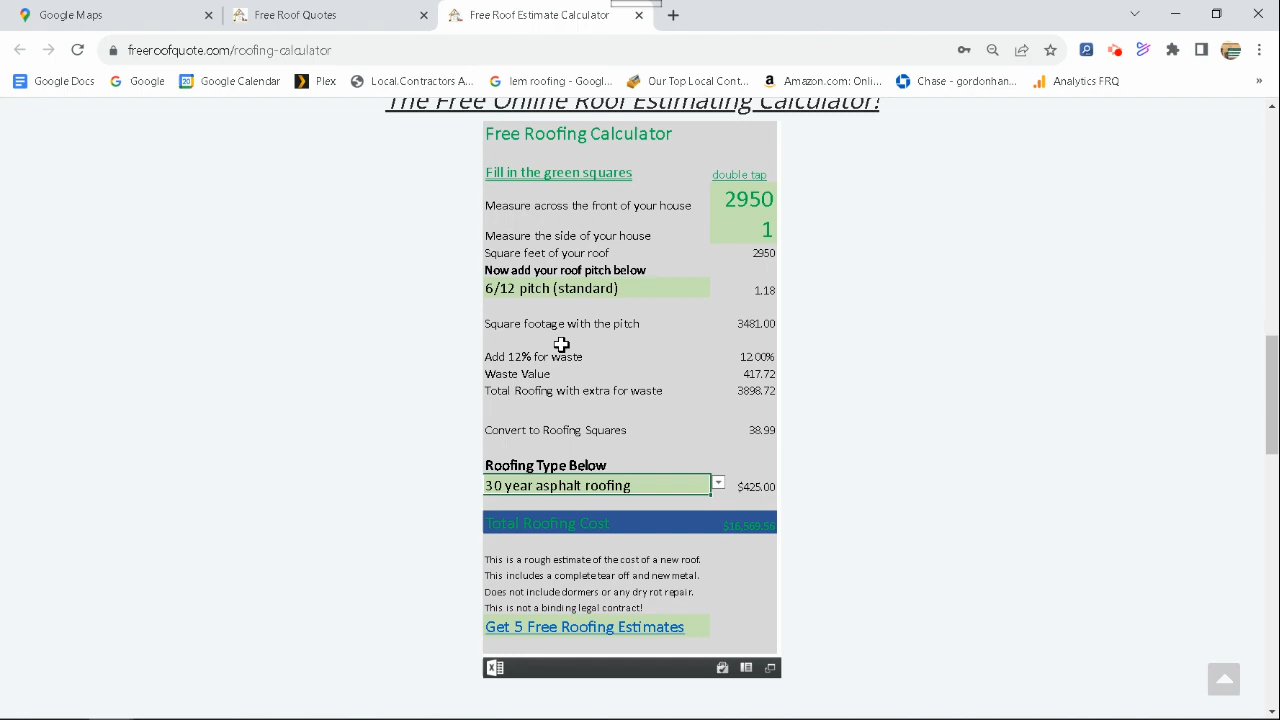 Google Maps
Free Roof Quotes
Free Roof Estimate Calculator
freeroofquote.com/roofing-calculator
Google Docs
Google
Google Calendar
Plex
Local Contractors A...
lem roofing - Googl...
Our Top Local Cont...
Amazon.com: Onli...
Chase - gordonhan...
Analytics FRQ
»
The Free Online Roof Estimating Calculator!
Free Roofing Calculator
Fill in the green squares double tap
Measure across the front of your house 2950
Measure the side of your house 1
Square feet of your roof 2950
Now add your roof pitch below
6/12 pitch (standard) 1.18
Square footage with the pitch 3481.00
Add 12% for waste 12.00%
Waste Value 417.72
Total Roofing with extra for waste 3898.72
Convert to Roofing Squares 38.99
Roofing Type Below
30 year asphalt roofing $425.00
Total Roofing Cost $16,569.56
This is a rough estimate of the cost of a new roof.
This includes a complete tear off and new metal.
Does not include dormers or any dry rot repair.
This is not a binding legal contract!
Get 5 Free Roofing Estimates